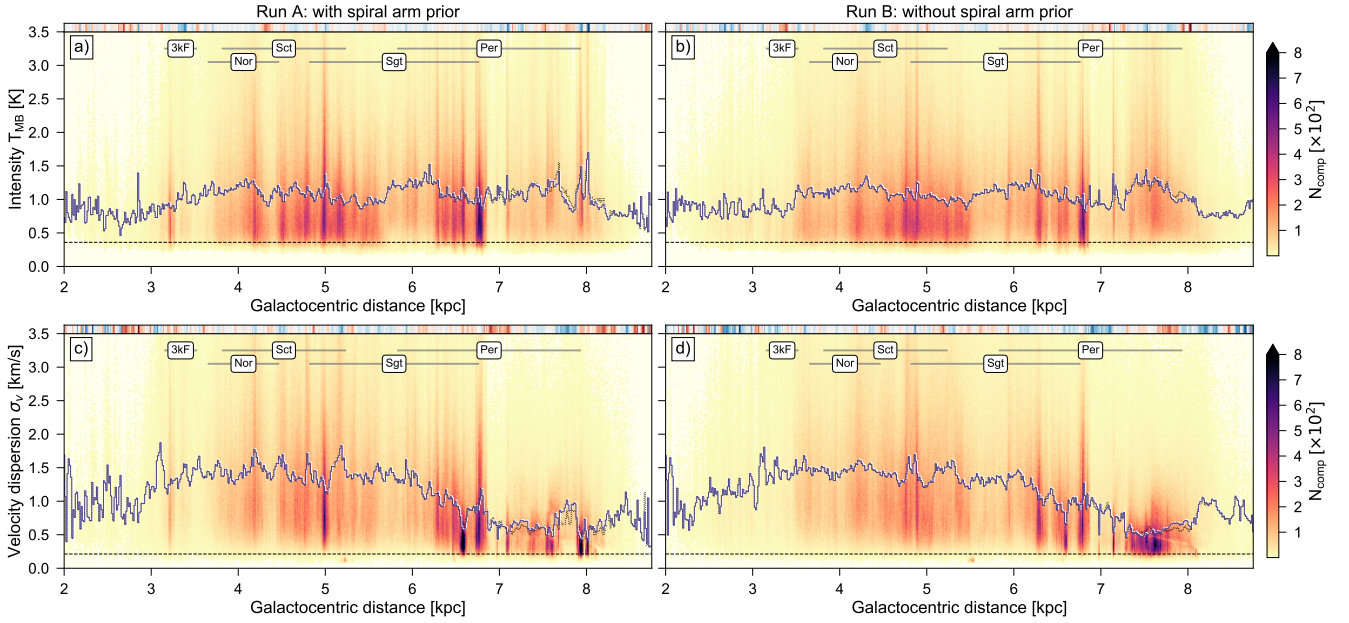 Run A: with spiral arm prior
Run B: without spiral arm prior
a)
3kF
Sct
Per
Nor
Sgt
3.5
3.0
2.5
2.0
1.5
1.0
0.5
0.0
Intensity T_MB [K]
2 3 4 5 6 7 8
Galactocentric distance [kpc]
b)
3kF
Sct
Per
Nor
Sgt
2 3 4 5 6 7 8
Galactocentric distance [kpc]
8
7
6
5
4
3
2
1
N_comp [×10²]
c)
3kF
Sct
Per
Nor
Sgt
3.5
3.0
2.5
2.0
1.5
1.0
0.5
0.0
Velocity dispersion σ_v [km/s]
2 3 4 5 6 7 8
Galactocentric distance [kpc]
d)
3kF
Sct
Per
Nor
Sgt
2 3 4 5 6 7 8
Galactocentric distance [kpc]
8
7
6
5
4
3
2
1
N_comp [×10²]